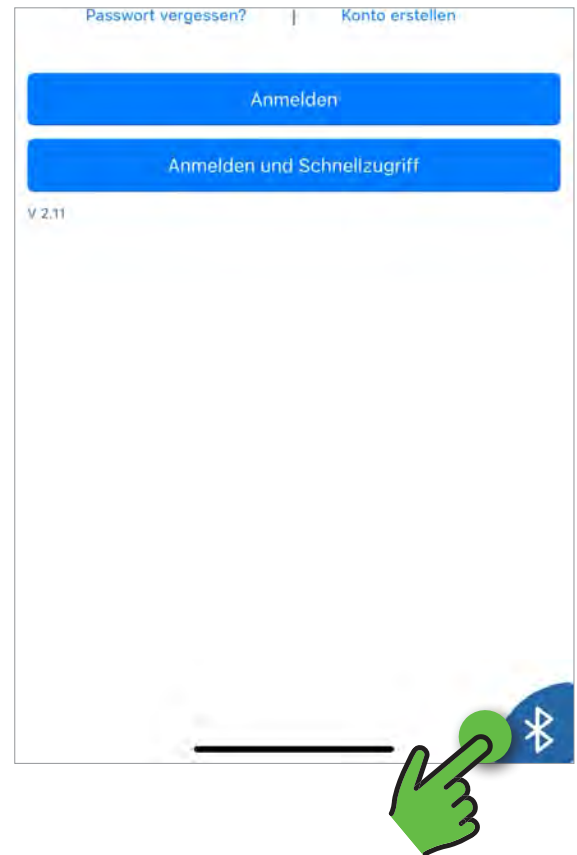 Passwort vergessen? | Konto erstellen
Anmelden
Anmelden und Schnellzugriff
V 2.11